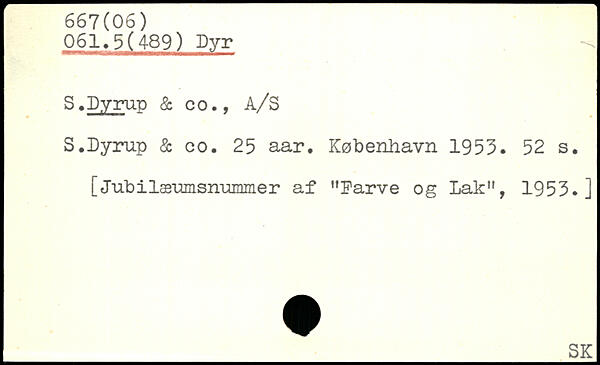 667(06)
061.5(489) Dyr
S.Dyrup & co., A/S
S.Dyrup & co. 25 aar. København 1953. 52 s.
[Jubilæumsnummer af "Farve og Lak", 1953.]
SK